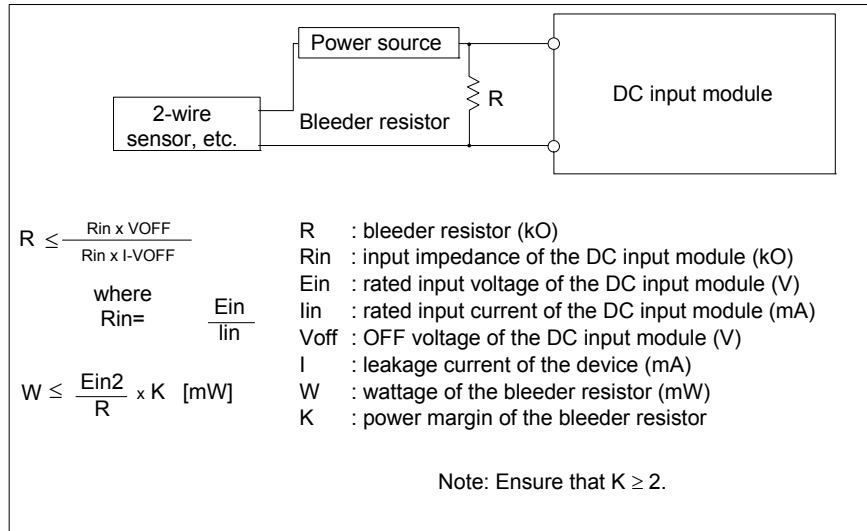 Power source
R
DC input module
2-wire
sensor, etc.
Bleeder resistor
R ≤ Rin x VOFF
Rin x I-VOFF
where
Rin= Ein
Iin
W ≤ Ein2 x K [mW]
R
R : bleeder resistor (kO)
Rin : input impedance of the DC input module (kO)
Ein : rated input voltage of the DC input module (V)
Iin : rated input current of the DC input module (mA)
Voff : OFF voltage of the DC input module (V)
I : leakage current of the device (mA)
W : wattage of the bleeder resistor (mW)
K : power margin of the bleeder resistor
Note: Ensure that K ≥ 2.